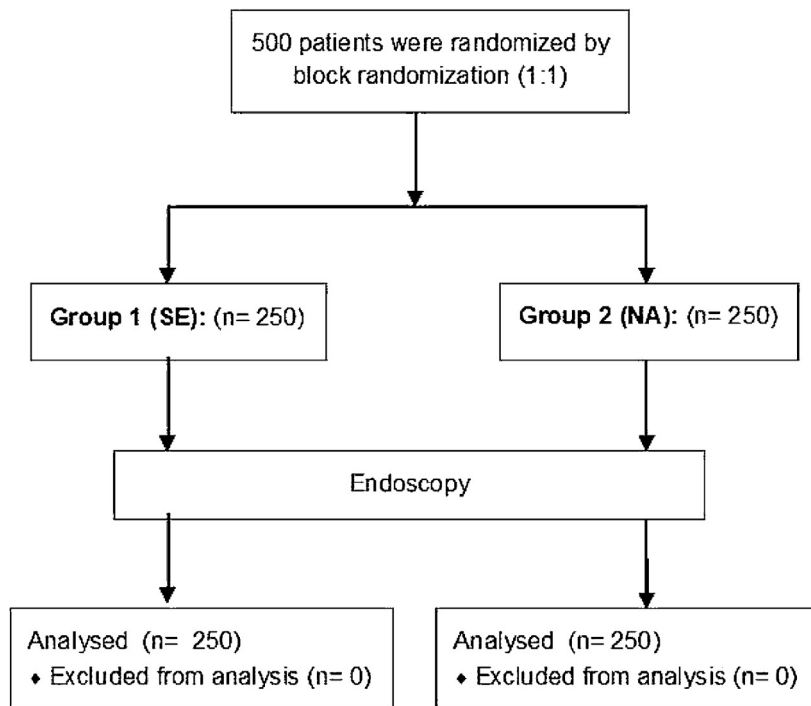 500 patients were randomized by
block randomization (1:1)
Group 1 (SE): (n= 250)
Group 2 (NA): (n= 250)
Endoscopy
Analysed (n= 250)
⬧ Excluded from analysis (n= 0)
Analysed (n= 250)
⬧ Excluded from analysis (n= 0)